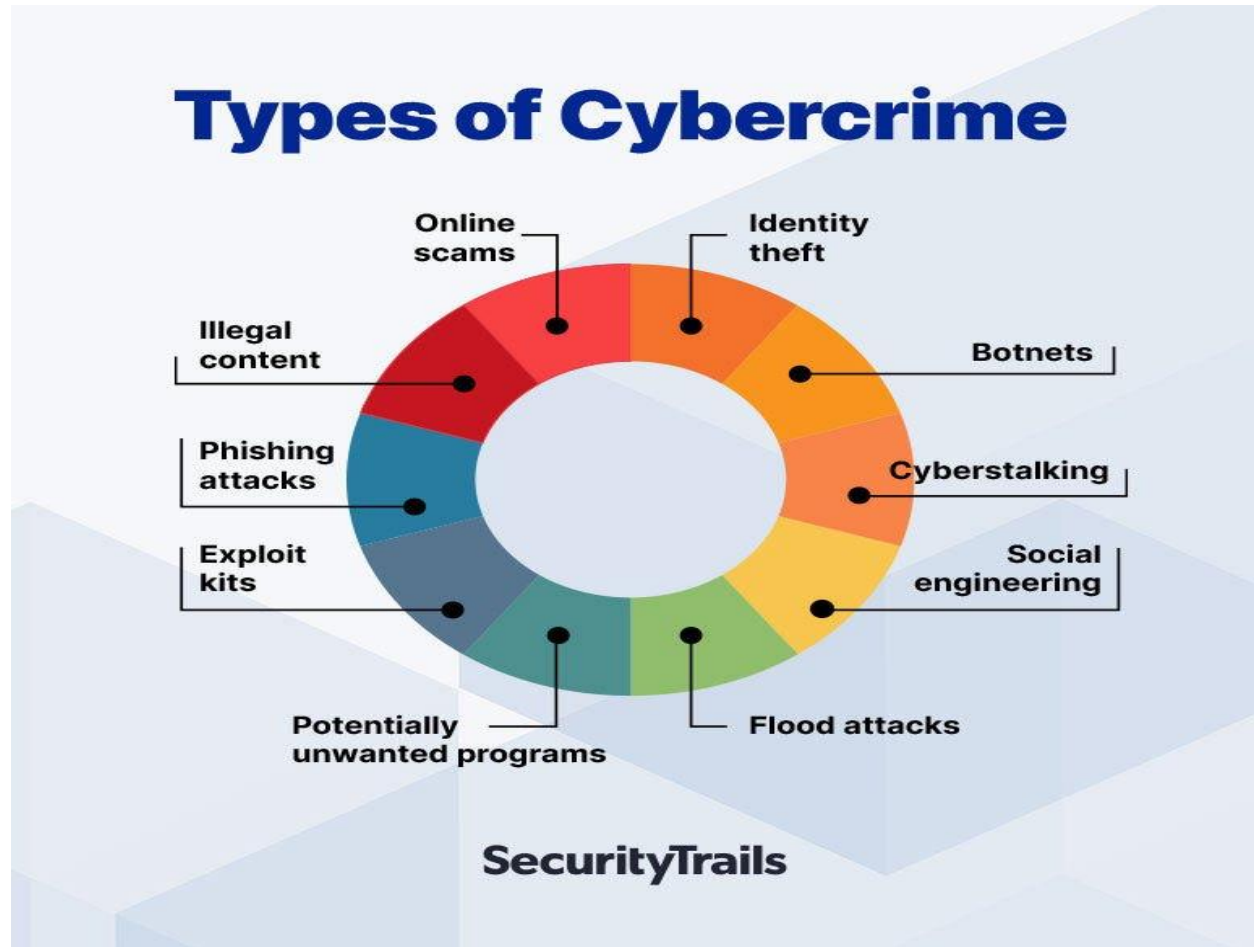 Types of Cybercrime
Online
scams
Identity
theft
Illegal
content
Botnets
Phishing
attacks
Cyberstalking
Exploit
kits
Social
engineering
Potentially
unwanted programs
Flood attacks
SecurityTrails